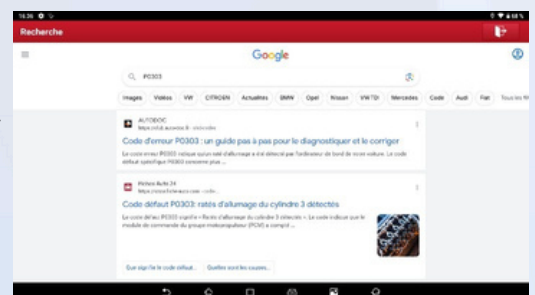 16:36
Recherche
Google
P0303
Images Vidéos VW CITROËN Actualités BMW Opel Nissan VW TDI Mercedes Code Audi Fiat Tous les
AUTODOC
Code d'erreur P0303 : un guide pas à pas pour le diagnostiquer et le corriger
Le code erreur P0303 indique qu'un raté d'allumage a été détecté par l'ordinateur de bord de votre voiture. Le code
défaut spécifique P0303 concerne plus ...
Fiches Auto 24
Code défaut P0303: ratés d'allumage du cylindre 3 détectés
Le code défaut P0303 signifie « Ratés d'allumage du cylindre 3 détectés ». Le code indique que le
module de commande du groupe motopropulseur (PCM) a
Que signifie le code défaut... Quelles sont les causes...